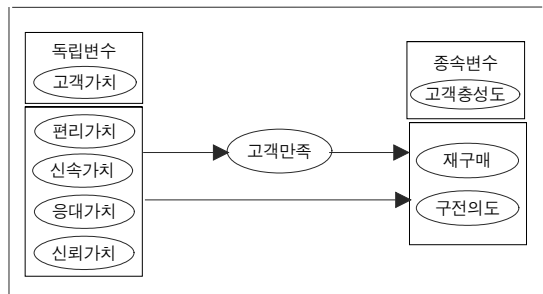 독립변수
고객가치
편리가치
신속가치
응대가치
신뢰가치
고객만족
종속변수
고객충성도
재구매
구전의도